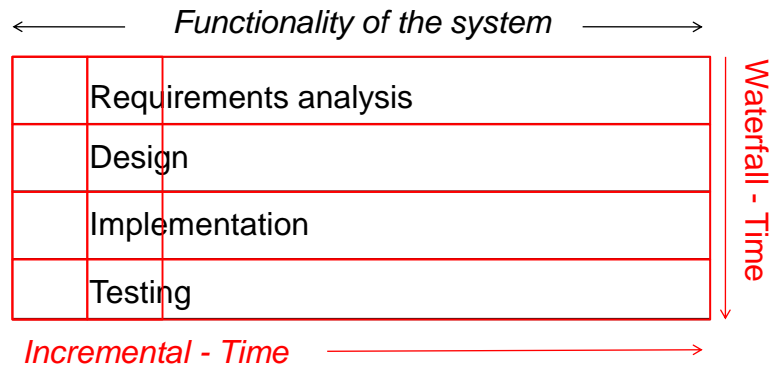 Functionality of the system
Requirements analysis
Design
Implementation
Testing
Waterfall - Time
Incremental - Time